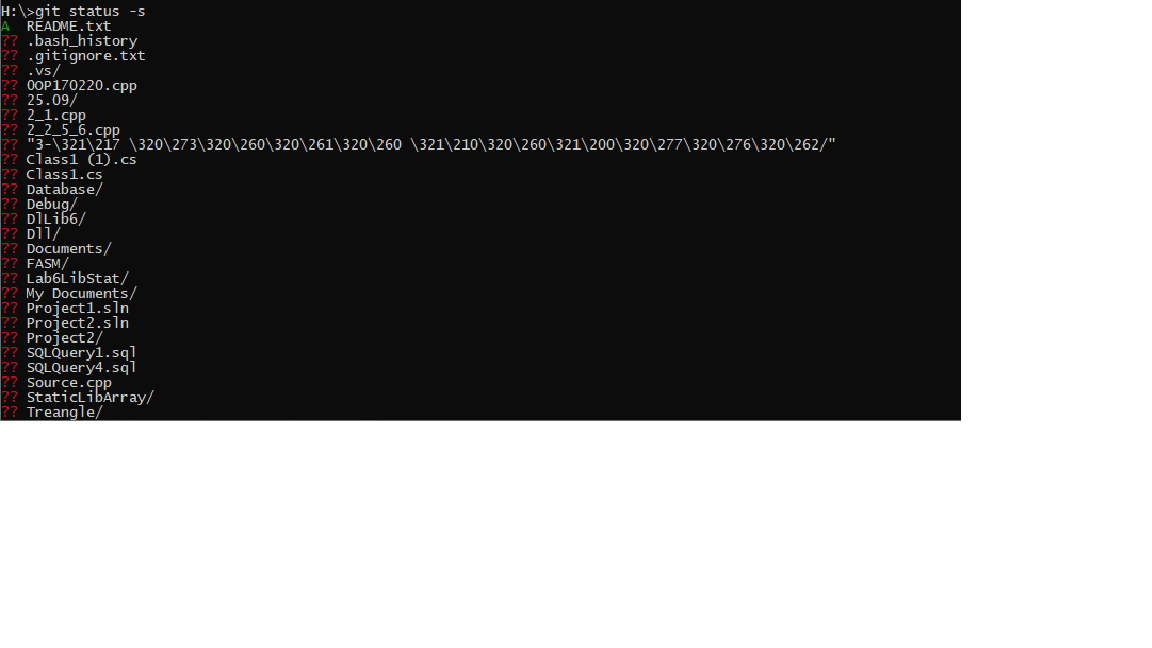 H:\>git status -s
A  README.txt
?? .bash_history
?? .gitignore.txt
?? .vs/
?? 0OP170220.cpp
?? 25.09/
?? 2_1.cpp
?? 2_2_5_6.cpp
?? "3-\321\217 \320\273\320\260\320\261\320\260 \321\210\320\260\321\200\320\277\320\276\320\262/"
?? Class1 (1).cs
?? Class1.cs
?? Database/
?? Debug/
?? DlLib6/
?? Dll/
?? Documents/
?? FASM/
?? Lab6LibStat/
?? My Documents/
?? Project1.sln
?? Project2.sln
?? Project2/
?? SQLQuery1.sql
?? SQLQuery4.sql
?? Source.cpp
?? StaticLibArray/
?? Treangle/